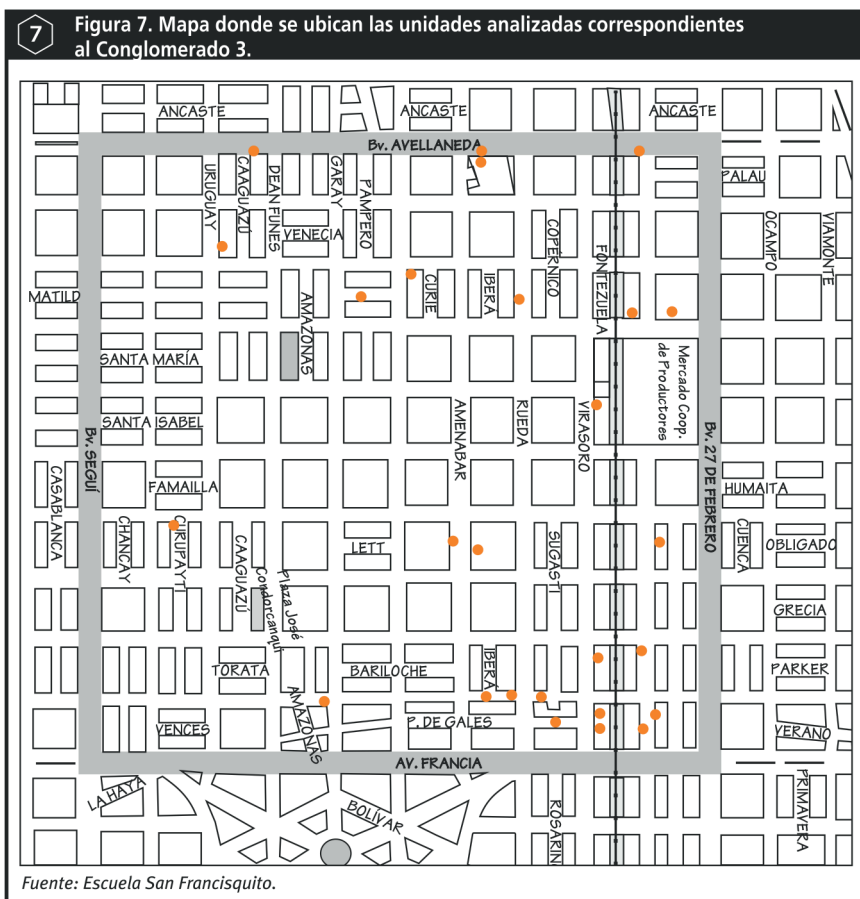 7
Figura 7. Mapa donde se ubican las unidades analizadas correspondientes
al Conglomerado 3.
ANCASTE
ANCASTE
ANCASTE
Bv. AVELLANEDA
URUGUAY
CAAGUAZÚ
DEAN FUNES
GARAY
PAMPERO
PALAU
VENECIA
COPÉRNICO
FONTEZUELA
OCAMPO
VIAMONTE
MATILD
AMAZONAS
CURIE
IBERÁ
SANTA MARÍA
Mercado Coop.
de Productores
SANTA ISABEL
AMENABAR
RUEDA
VIRASORO
Bv. SEGUÍ
Bv. 27 DE FEBRERO
CASABLANCA
FAMAILLA
HUMAITA
CHANCAY
CURUPAYTI
CAAGUAZÚ
LETT
SUGASTI
CUENCA
OBLIGADO
Plaza José
Condorcanqui
GRECIA
TORATA
BARILOCHE
IBERÁ
PARKER
AMAZONAS
VENCES
P. DE GALES
VERANO
AV. FRANCIA
LA HAYA
BOLÍVAR
ROSARIN
PRIMAVERA
Fuente: Escuela San Francisquito.